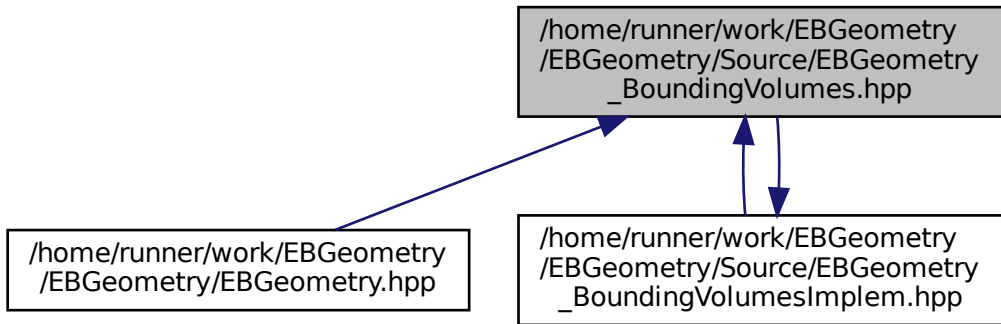 /home/runner/work/EBGeometry
/EBGeometry/Source/EBGeometry
_BoundingVolumes.hpp
/home/runner/work/EBGeometry
/EBGeometry/EBGeometry.hpp
/home/runner/work/EBGeometry
/EBGeometry/Source/EBGeometry
_BoundingVolumesImplem.hpp